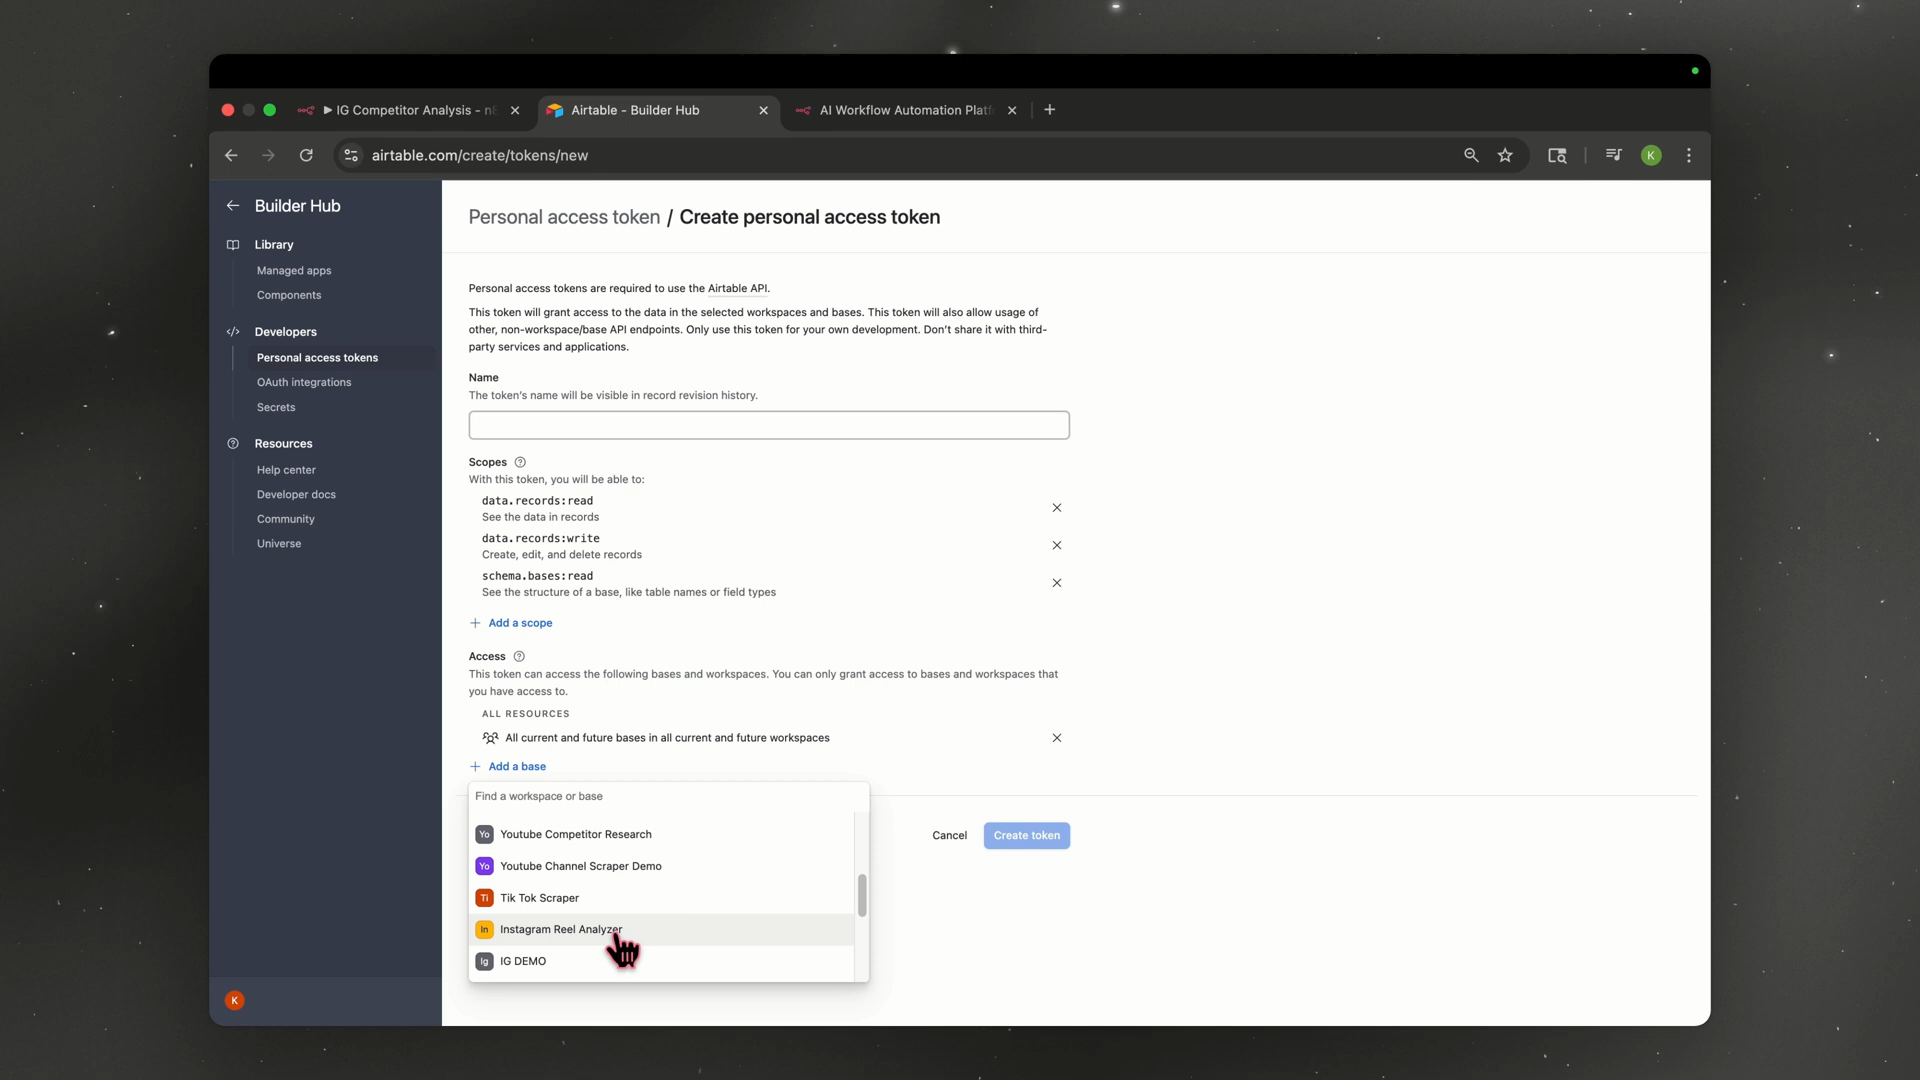 ► IG Competitor Analysis - n8
Airtable - Builder Hub
AI Workflow Automation Platf
airtable.com/create/tokens/new
K
Builder Hub
Library
Managed apps
Components
Developers
Personal access tokens
OAuth integrations
Secrets
Resources
Help center
Developer docs
Community
Universe
K
Personal access token / Create personal access token
Personal access tokens are required to use the Airtable API.
This token will grant access to the data in the selected workspaces and bases. This token will also allow usage of
other, non-workspace/base API endpoints. Only use this token for your own development. Don't share it with third-
party services and applications.
Name
The token's name will be visible in record revision history.
Scopes
With this token, you will be able to:
data.records:read
See the data in records
data.records:write
Create, edit, and delete records
schema.bases:read
See the structure of a base, like table names or field types
+ Add a scope
Access
This token can access the following bases and workspaces. You can only grant access to bases and workspaces that
you have access to.
ALL RESOURCES
All current and future bases in all current and future workspaces
+ Add a base
Find a workspace or base
Yo Youtube Competitor Research
Yo Youtube Channel Scraper Demo
Ti Tik Tok Scraper
In Instagram Reel Analyzer
Ig IG DEMO
Cancel
Create token